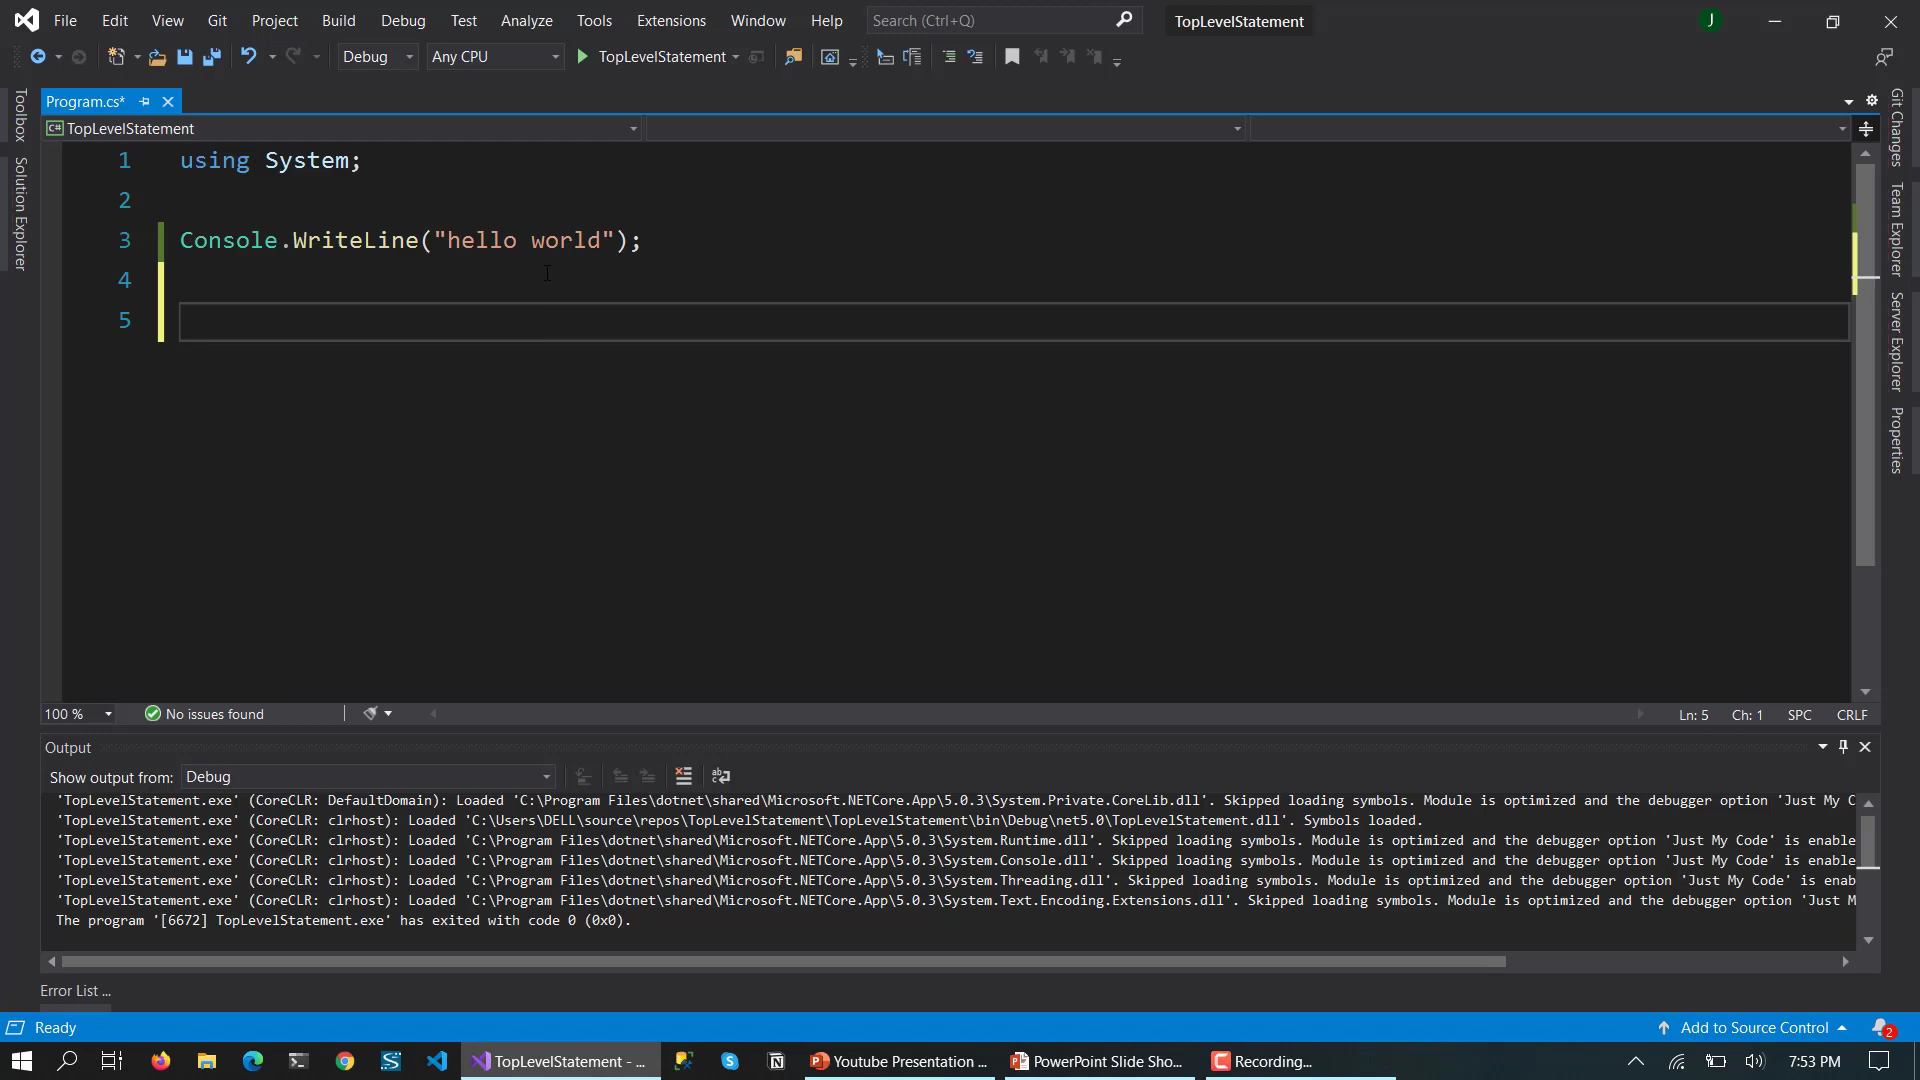 File Edit View Git Project Build Debug Test Analyze Tools Extensions Window Help Search (Ctrl+Q) TopLevelStatement J
Debug Any CPU TopLevelStatement
Program.cs*
C# TopLevelStatement
1 using System;
2
3 Console.WriteLine("hello world");
4
5
100 % No issues found Ln: 5 Ch: 1 SPC CRLF
Toolbox
Solution Explorer
Git Changes
Team Explorer
Server Explorer
Properties
Output
Show output from: Debug
'TopLevelStatement.exe' (CoreCLR: DefaultDomain): Loaded 'C:\Program Files\dotnet\shared\Microsoft.NETCore.App\5.0.3\System.Private.CoreLib.dll'. Skipped loading symbols. Module is optimized and the debugger option 'Just My C
'TopLevelStatement.exe' (CoreCLR: clrhost): Loaded 'C:\Users\DELL\source\repos\TopLevelStatement\TopLevelStatement\bin\Debug\net5.0\TopLevelStatement.dll'. Symbols loaded.
'TopLevelStatement.exe' (CoreCLR: clrhost): Loaded 'C:\Program Files\dotnet\shared\Microsoft.NETCore.App\5.0.3\System.Runtime.dll'. Skipped loading symbols. Module is optimized and the debugger option 'Just My Code' is enable
'TopLevelStatement.exe' (CoreCLR: clrhost): Loaded 'C:\Program Files\dotnet\shared\Microsoft.NETCore.App\5.0.3\System.Console.dll'. Skipped loading symbols. Module is optimized and the debugger option 'Just My Code' is enable
'TopLevelStatement.exe' (CoreCLR: clrhost): Loaded 'C:\Program Files\dotnet\shared\Microsoft.NETCore.App\5.0.3\System.Threading.dll'. Skipped loading symbols. Module is optimized and the debugger option 'Just My Code' is enab
'TopLevelStatement.exe' (CoreCLR: clrhost): Loaded 'C:\Program Files\dotnet\shared\Microsoft.NETCore.App\5.0.3\System.Text.Encoding.Extensions.dll'. Skipped loading symbols. Module is optimized and the debugger option 'Just M
The program '[6672] TopLevelStatement.exe' has exited with code 0 (0x0).
Error List ...
Ready Add to Source Control 2
TopLevelStatement - ... Youtube Presentation ... PowerPoint Slide Sho... Recording... 7:53 PM